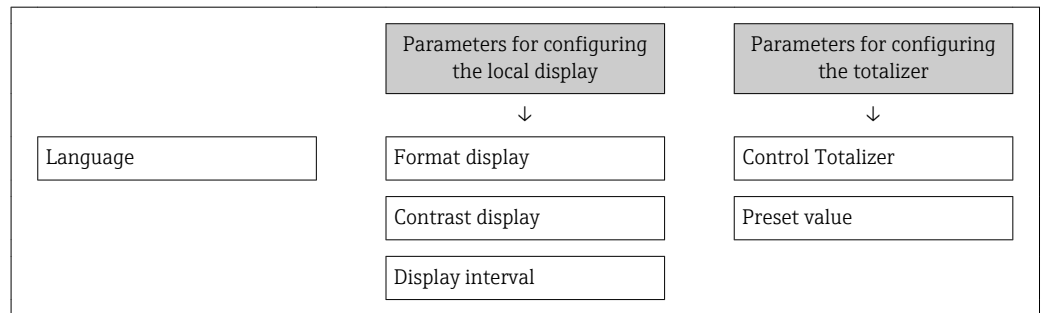 Parameters for configuring
the local display
Parameters for configuring
the totalizer
↓
↓
Language
Format display
Control Totalizer
Contrast display
Preset value
Display interval